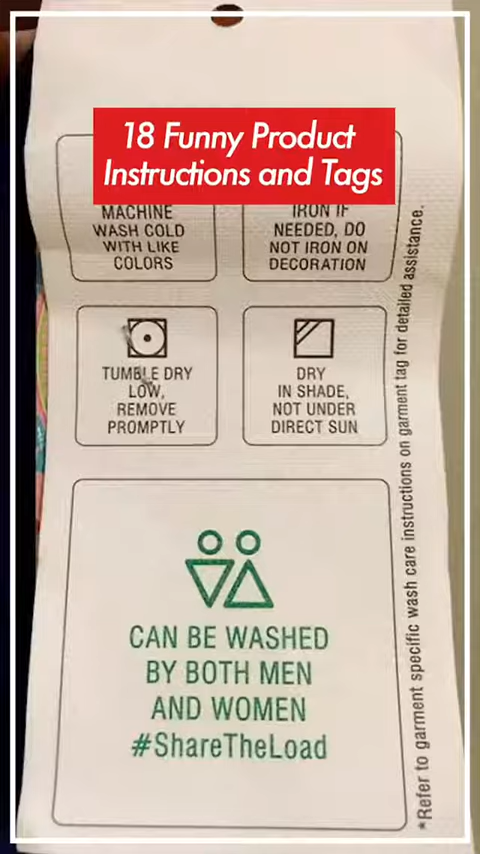 18 Funny Product
Instructions and Tags
MACHINE
WASH COLD
WITH LIKE
COLORS
IRON IF
NEEDED, DO
NOT IRON ON
DECORATION
TUMBLE DRY
LOW,
REMOVE
PROMPTLY
DRY
IN SHADE,
NOT UNDER
DIRECT SUN
CAN BE WASHED
BY BOTH MEN
AND WOMEN
#ShareTheLoad
*Refer to garment specific wash care instructions on garment tag for detailed assistance.